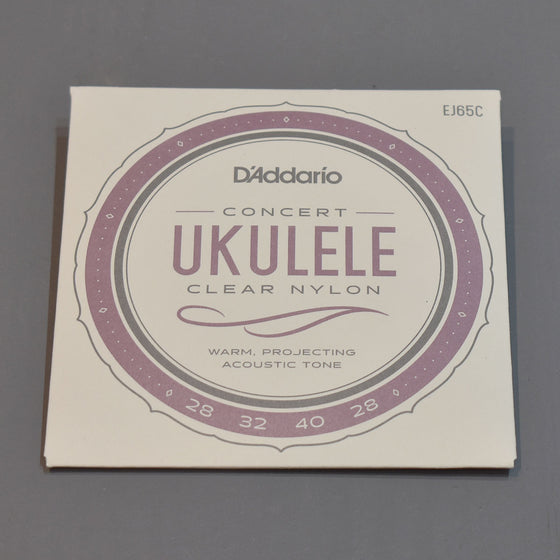 EJ65C
D'Addario
CONCERT
UKULELE
CLEAR NYLON
WARM, PROJECTING
ACOUSTIC TONE
28 32 40 28